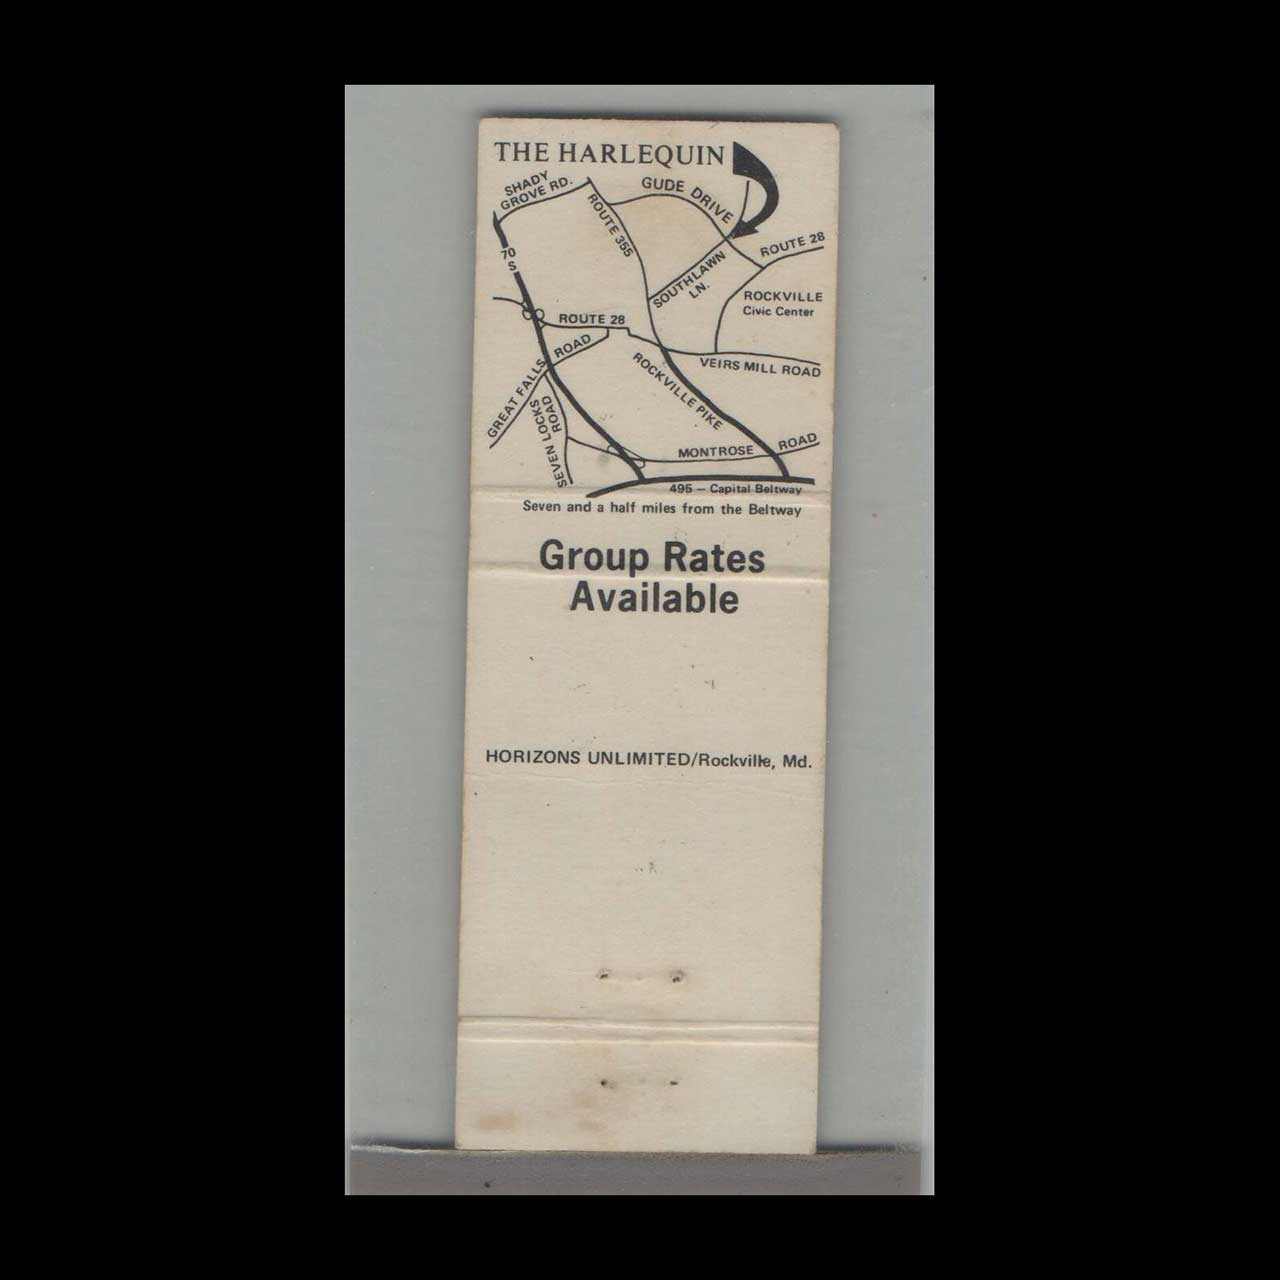 THE HARLEQUIN
SHADY
GROVE RD.
GUDE DRIVE
ROUTE 355
70
S
ROUTE 28
SOUTHLAWN
LN.
ROCKVILLE
Civic Center
ROUTE 28
GREAT FALLS ROAD
ROCKVILLE PIKE
VEIRS MILL ROAD
SEVEN LOCKS
ROAD
MONTROSE ROAD
495 – Capital Beltway
Seven and a half miles from the Beltway
Group Rates
Available
HORIZONS UNLIMITED/Rockville, Md.